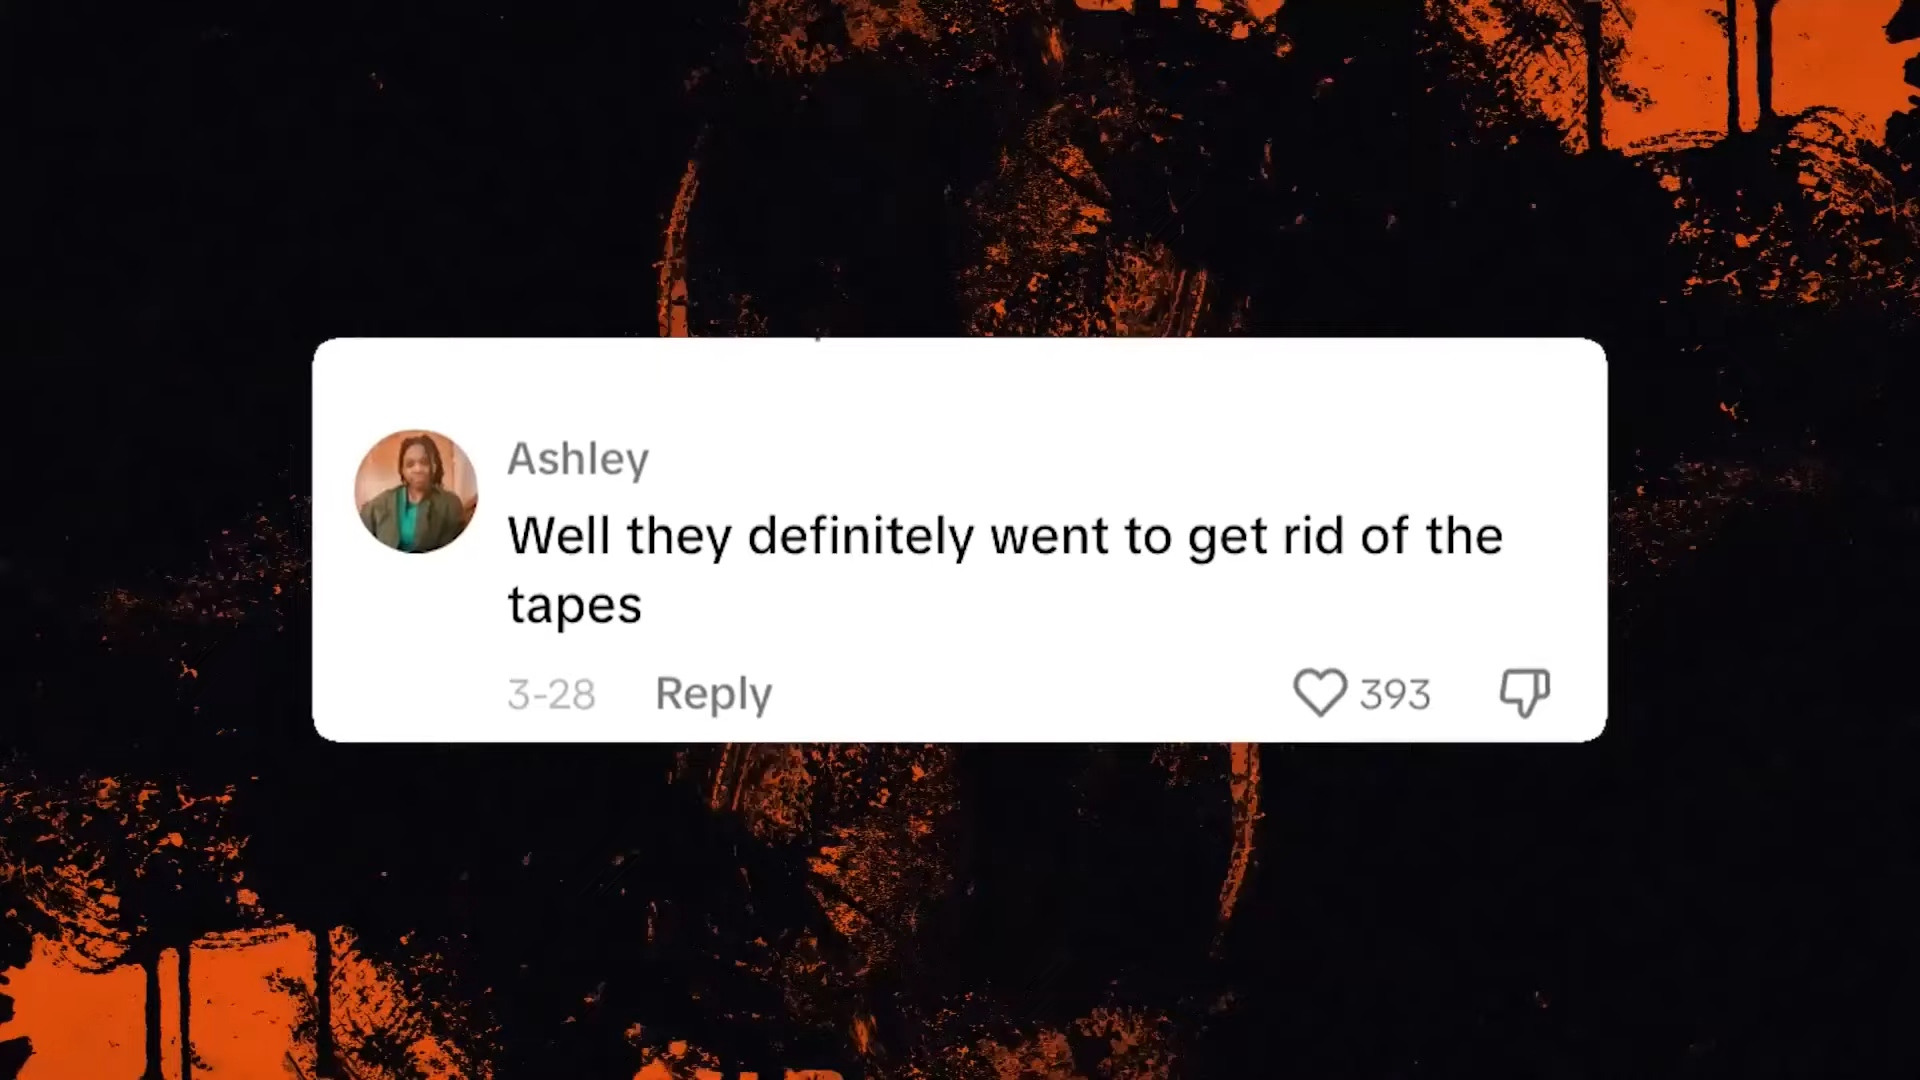 Ashley
Well they definitely went to get rid of the
tapes
3-28 Reply 393